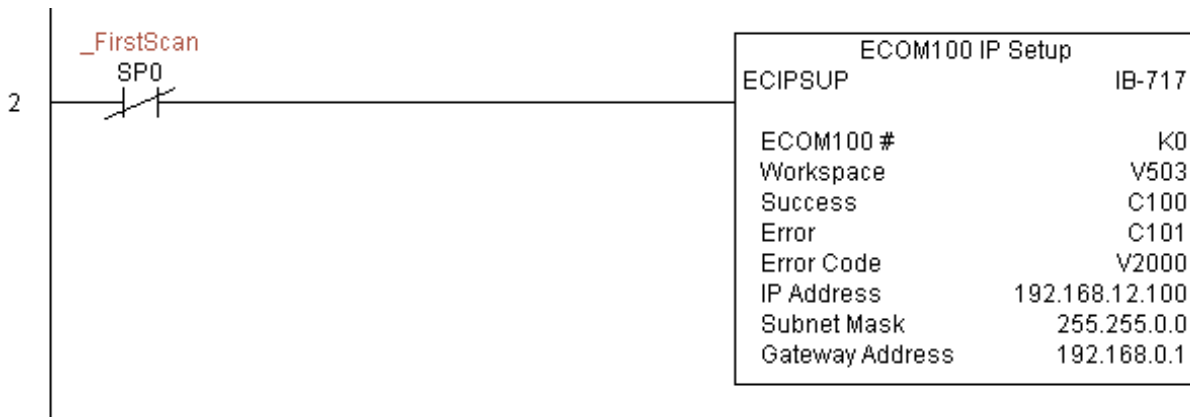 _FirstScan
SP0
2
ECOM100 IP Setup
ECIPSUP IB-717
ECOM100 # K0
Workspace V503
Success C100
Error C101
Error Code V2000
IP Address 192.168.12.100
Subnet Mask 255.255.0.0
Gateway Address 192.168.0.1